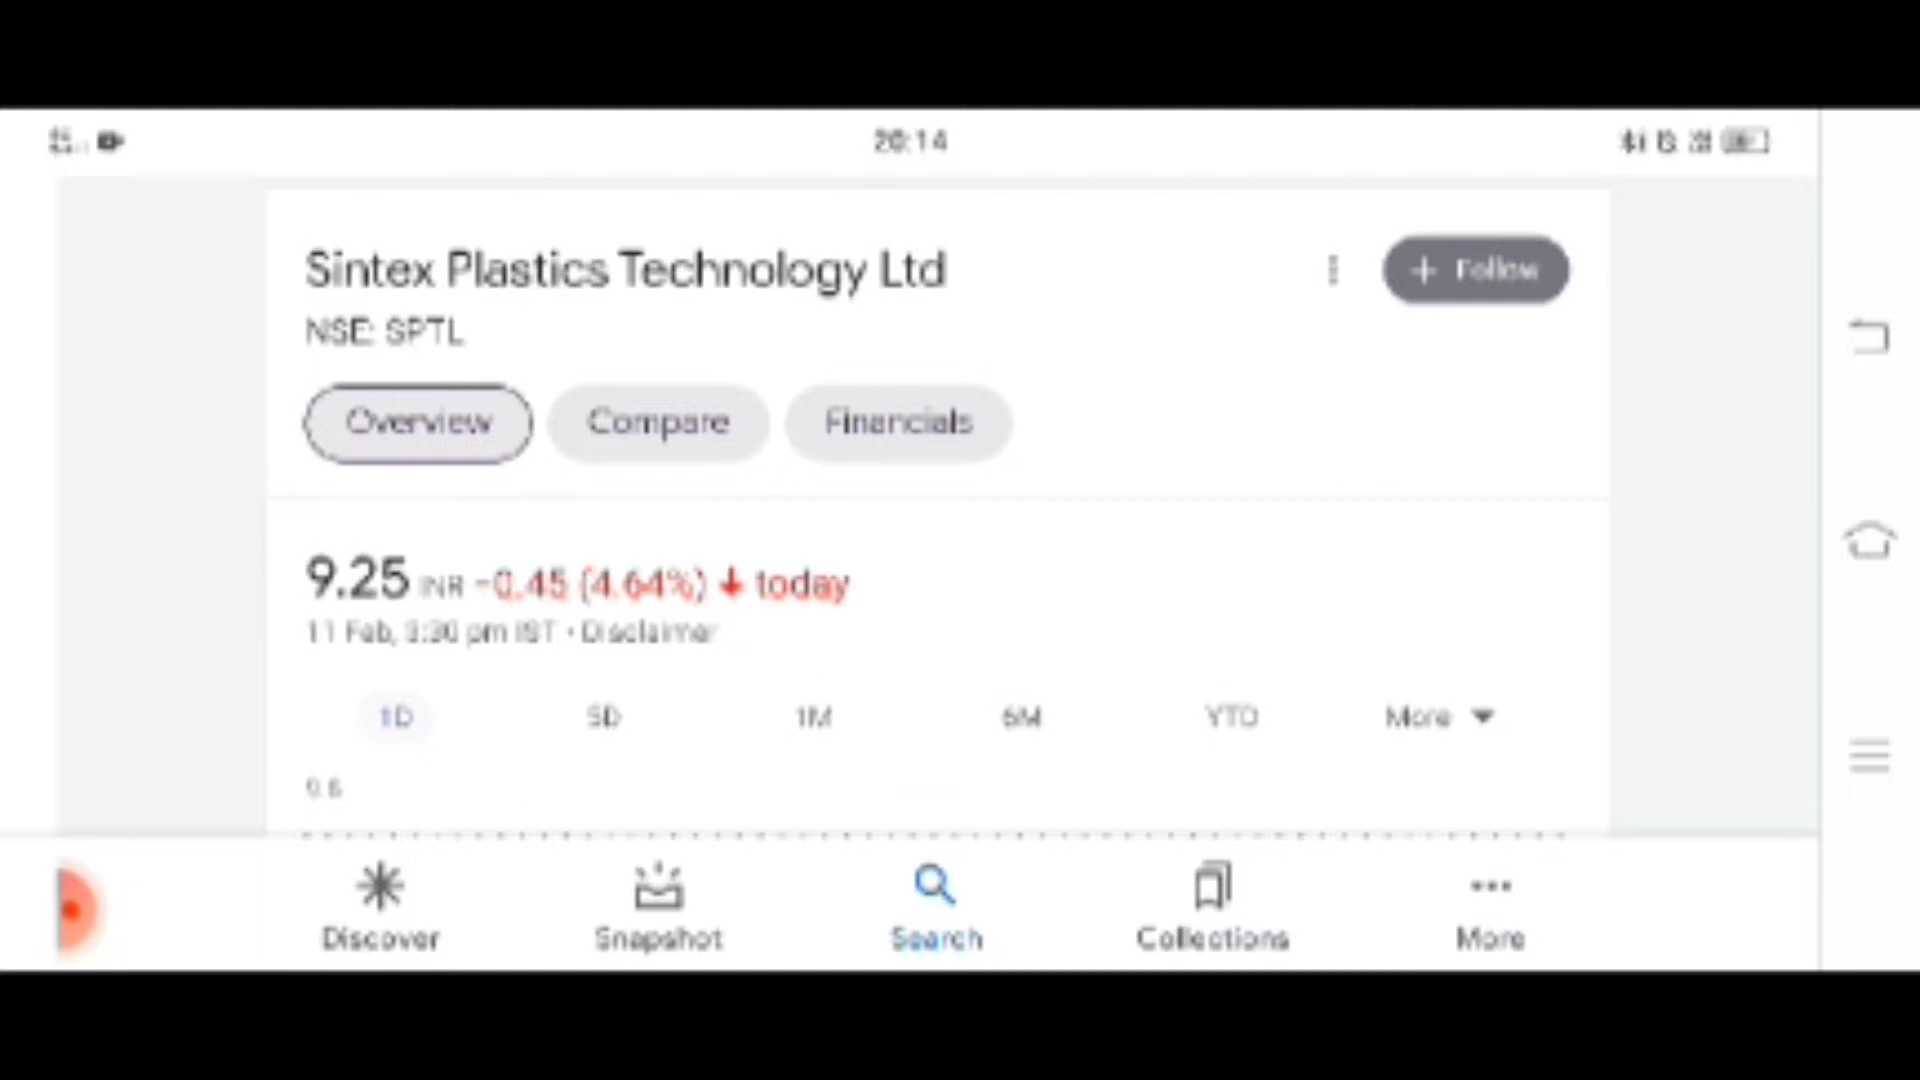 20:14
Sintex Plastics Technology Ltd
+ Follow
NSE: SPTL
Overview Compare Financials
9.25 INR -0.45 (4.64%) ↓ today
11 Feb, 3:30 pm IST • Disclaimer
1D 5D 1M 6M YTD More
Discover Snapshot Search Collections More